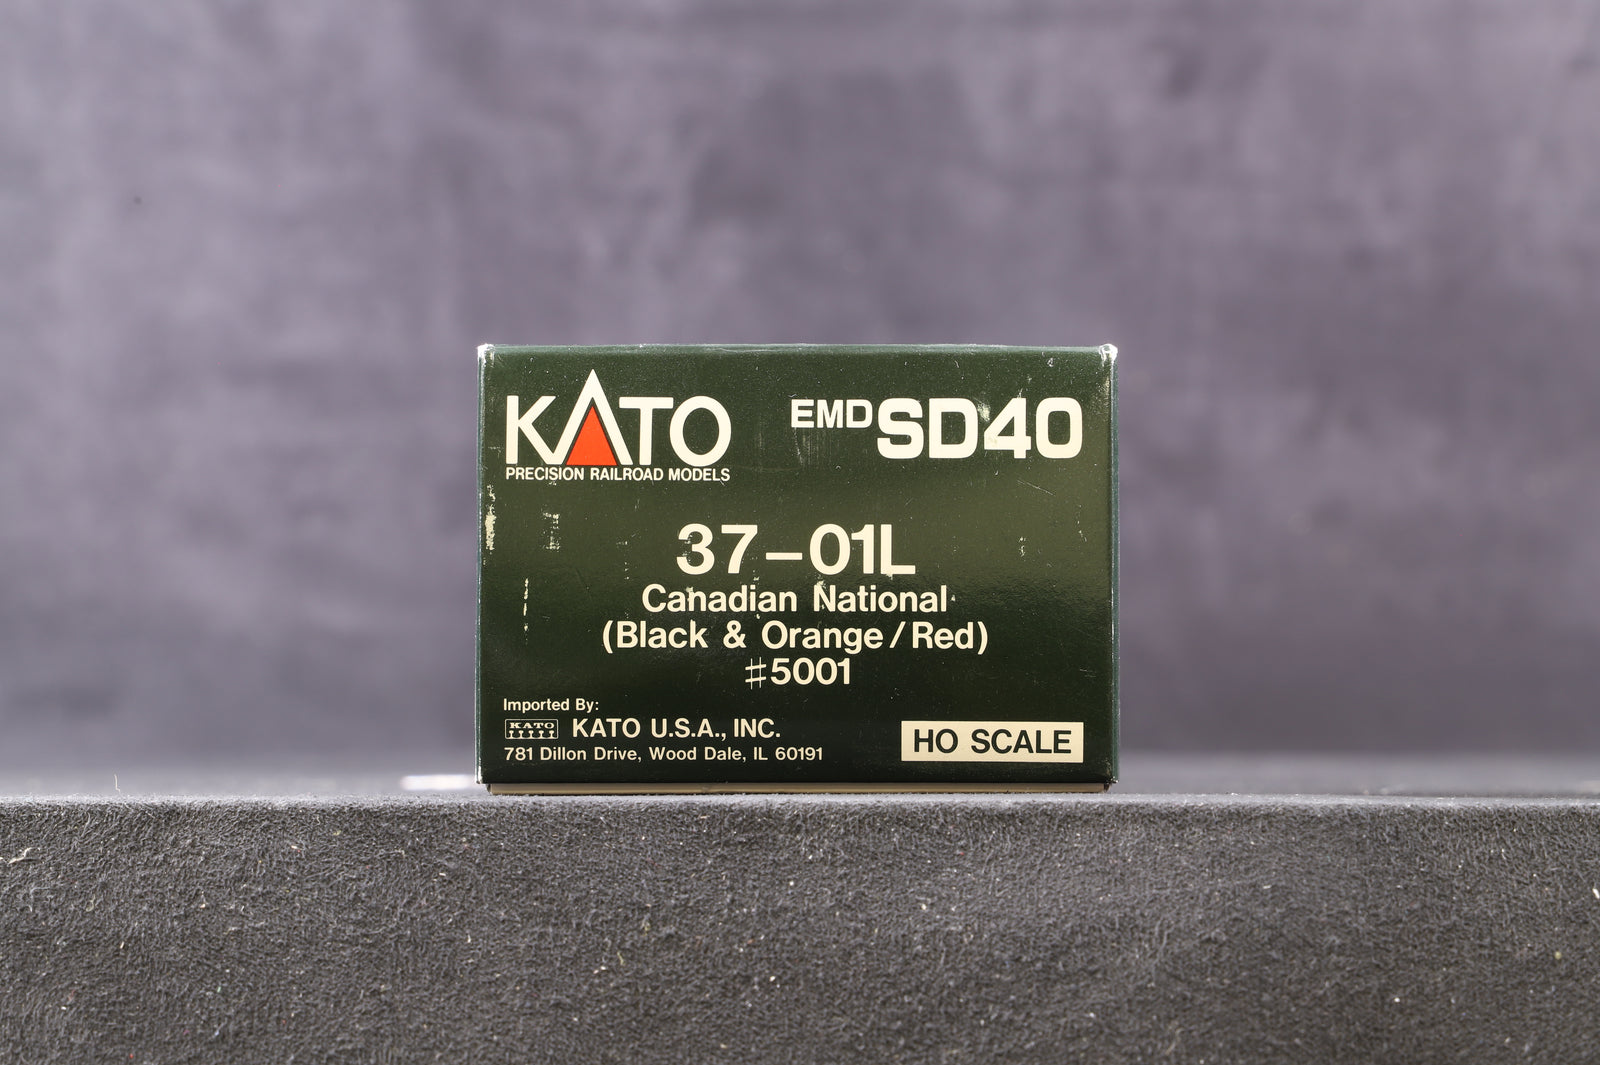 KATO
PRECISION RAILROAD MODELS
EMD SD40
37-01L
Canadian National
(Black & Orange/Red)
#5001
Imported By:
KATO KATO U.S.A., INC.
781 Dillon Drive, Wood Dale, IL 60191
HO SCALE